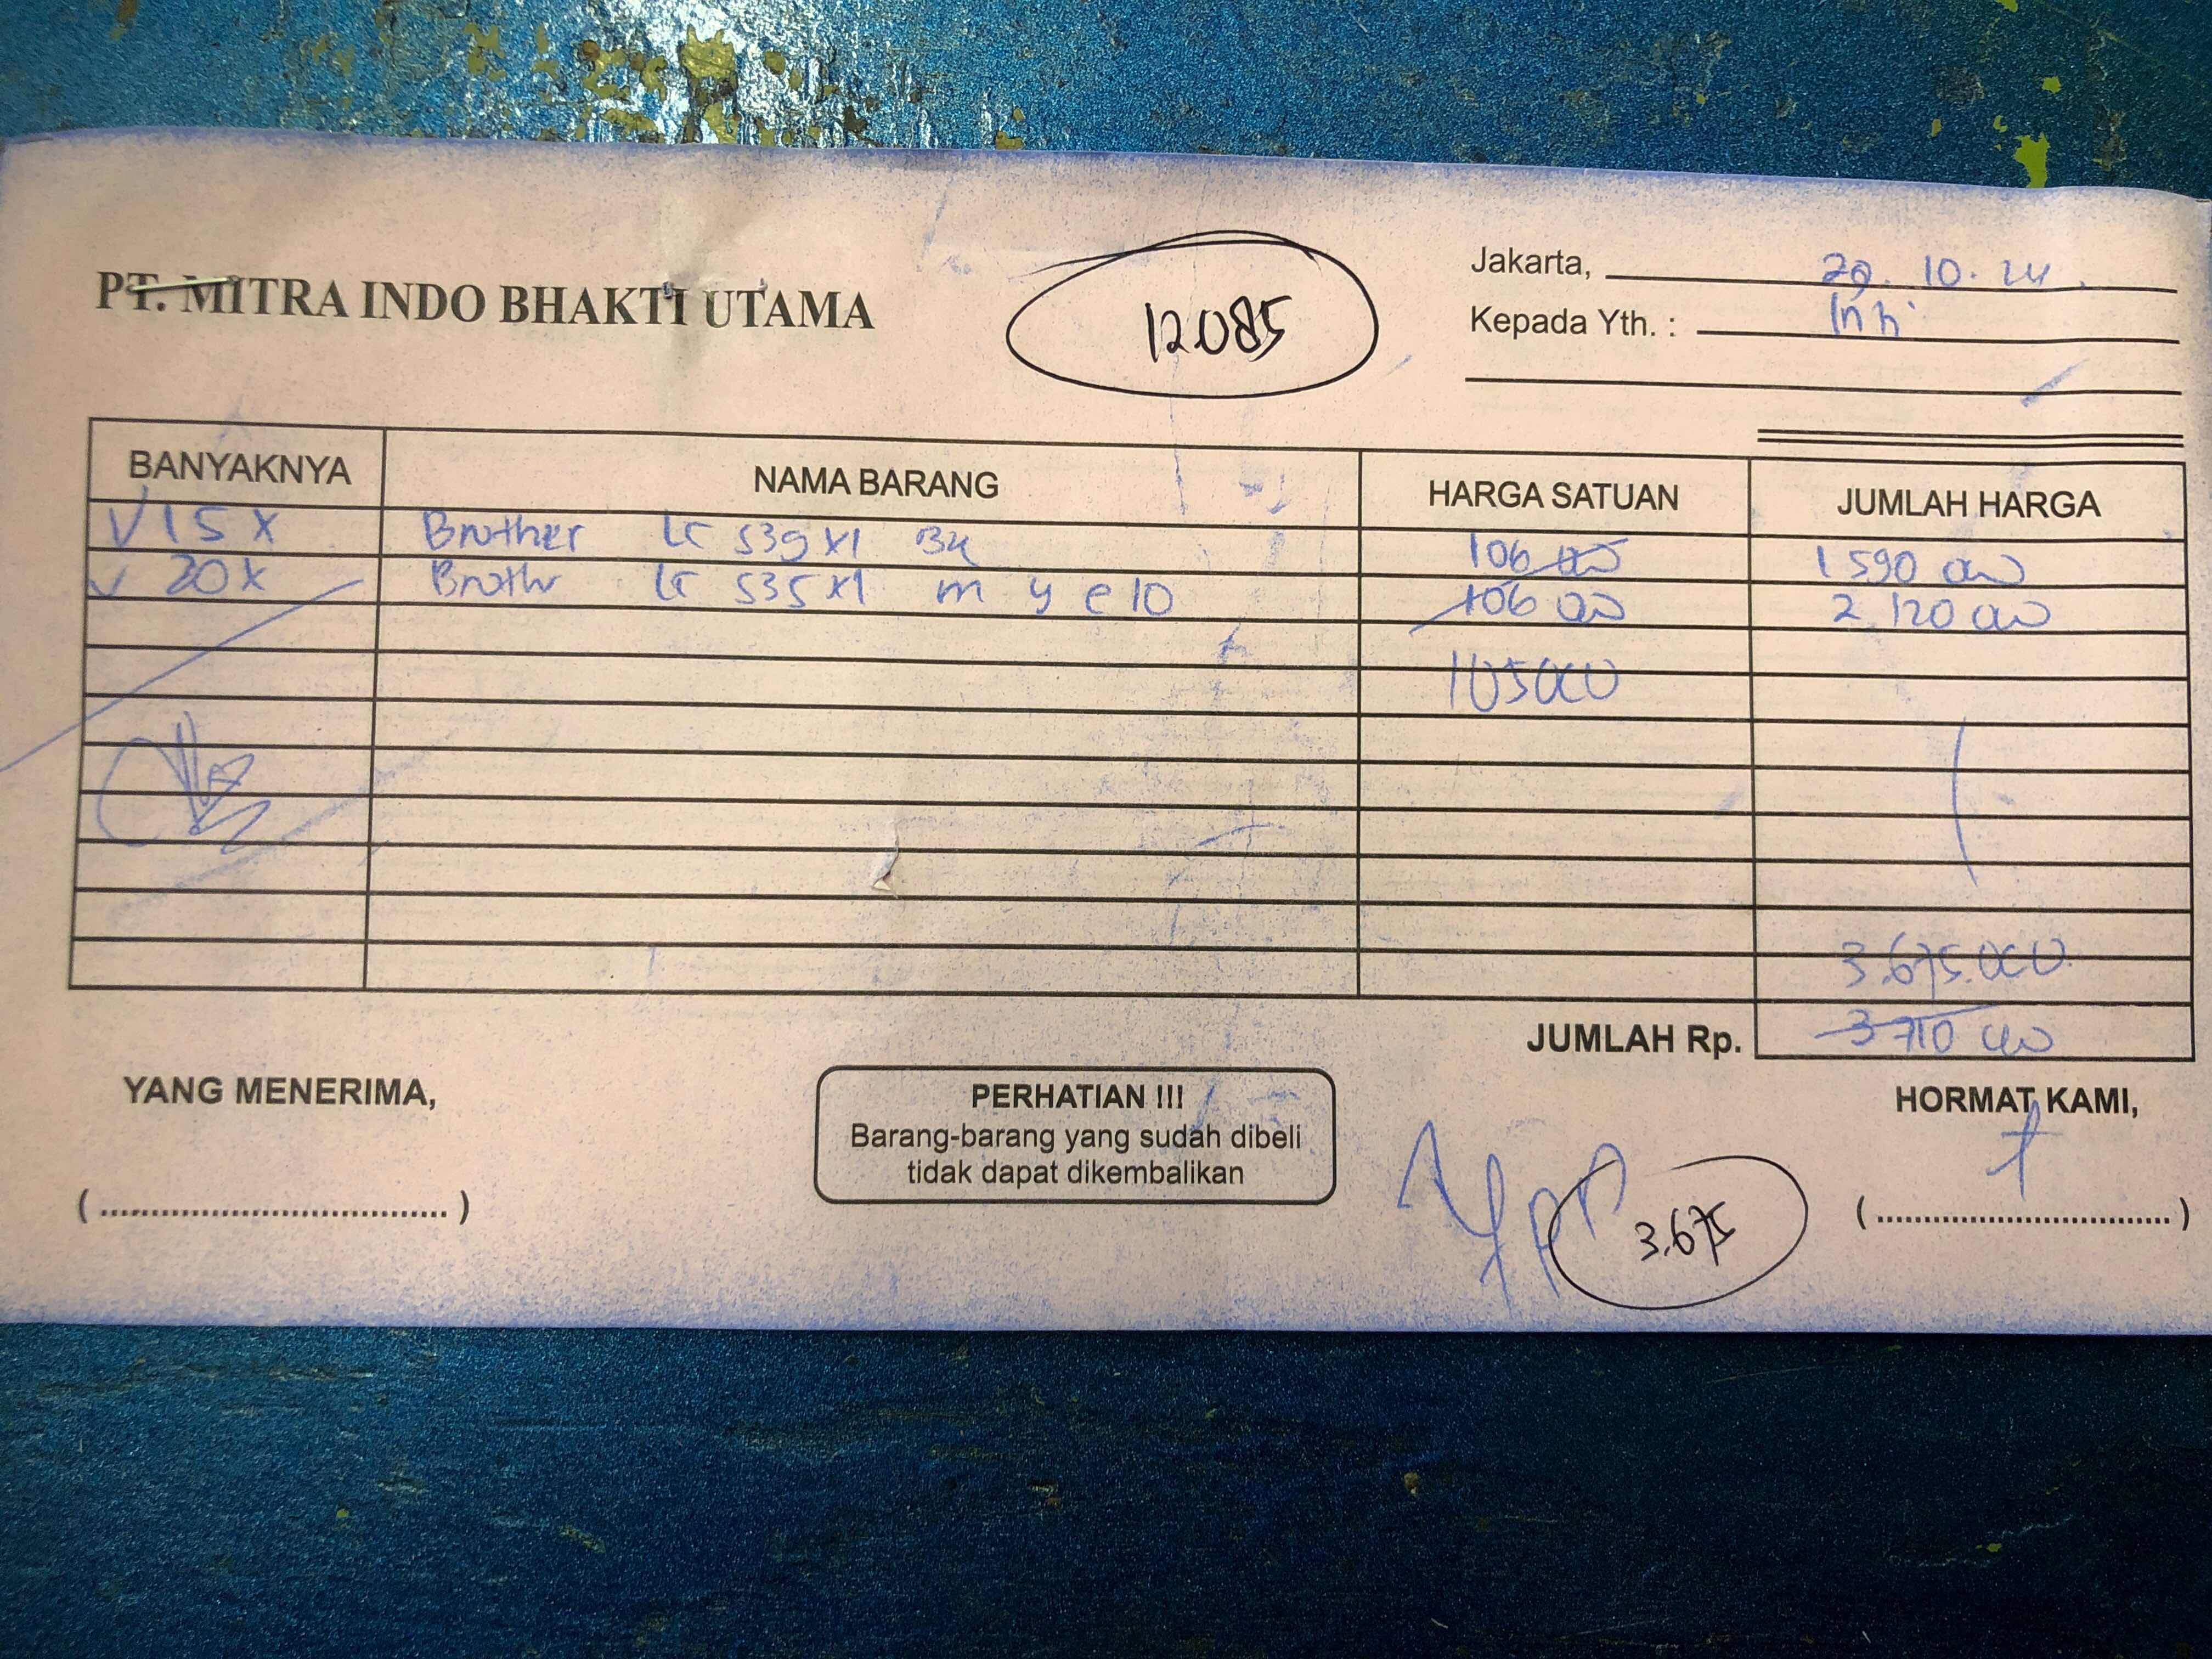 PT. MITRA INDO BHAKTI UTAMA
12085
Jakarta, 29. 10. 24.
Kepada Yth. :
BANYAKNYA NAMA BARANG HARGA SATUAN JUMLAH HARGA
15 x Brother LC 539 xl BK 106 000 1 590 000
20 x Broth LC 535 xl m y c 10 106 000 2 120 000
105000
3.675.000
JUMLAH Rp. 3 710 000
YANG MENERIMA,
PERHATIAN !!!
Barang-barang yang sudah dibeli
tidak dapat dikembalikan
HORMAT KAMI,
3.675
(..................................) (..............................)